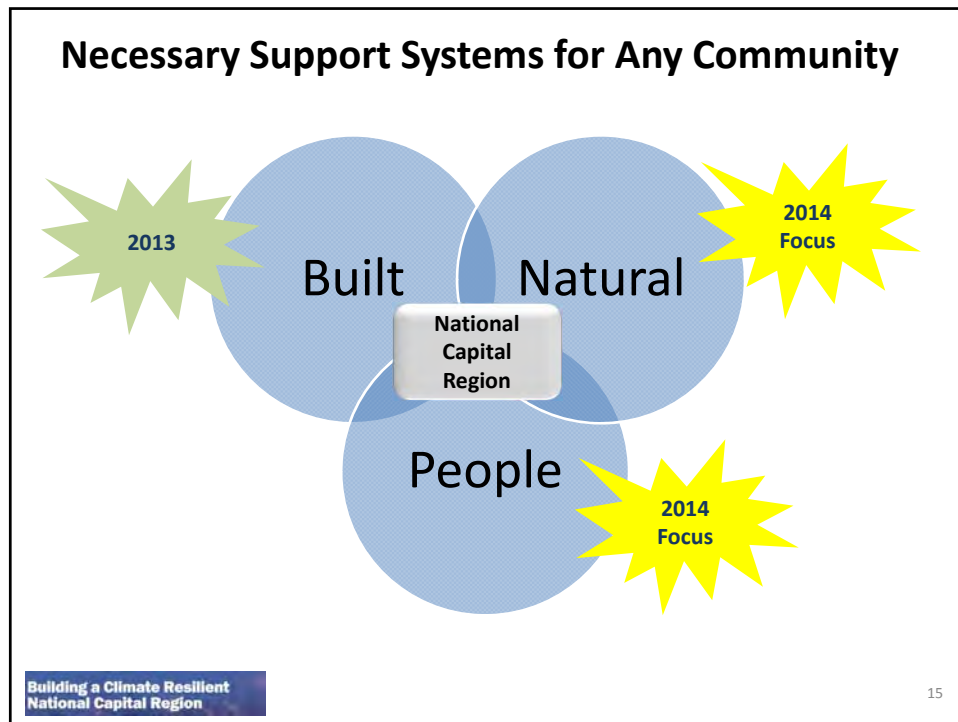 Necessary Support Systems for Any Community
2013
2014
Focus
Built
Natural
National
Capital
Region
People
2014
Focus
Building a Climate Resilient
National Capital Region
15